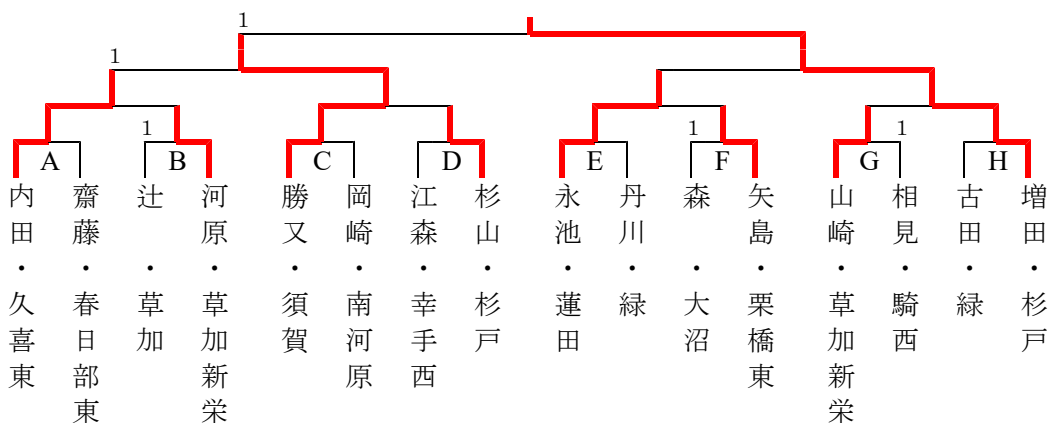 1
1
1
1
1
A
B
C
D
E
F
G
H
内田・久喜東
齋藤・春日部東
辻・草加
河原・草加新栄
勝又・須賀
岡崎・南河原
江森・幸手西
杉山・杉戸
永池・蓮田
丹川・緑
森・大沼
矢島・栗橋東
山崎・草加新栄
相見・騎西
古田・緑
増田・杉戸